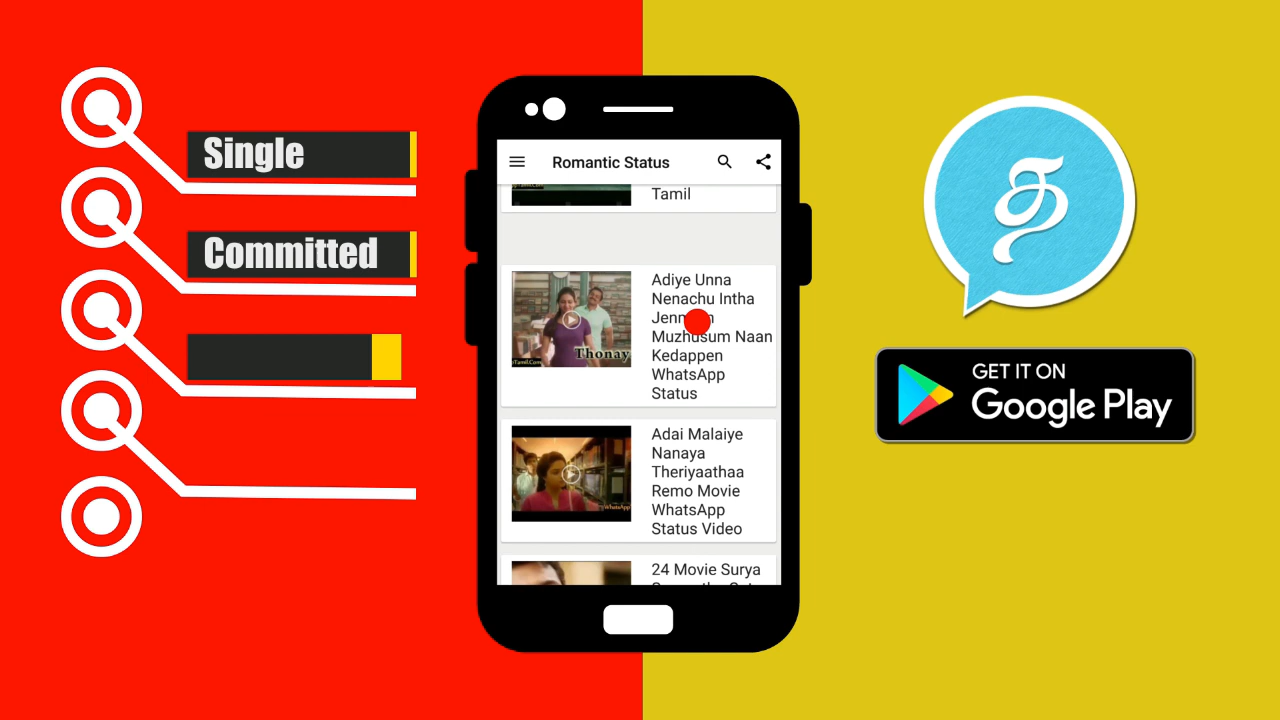 Single
Committed
Romantic Status
Tamil
Adiye Unna
Nenachu Intha
Muzhusum Naan
Kedappen
WhatsApp
Status
Thonay
Adai Malaiye
Nanaya
Theriyaathaa
Remo Movie
WhatsApp
Status Video
WhatsApp
24 Movie Surya
த
GET IT ON
Google Play